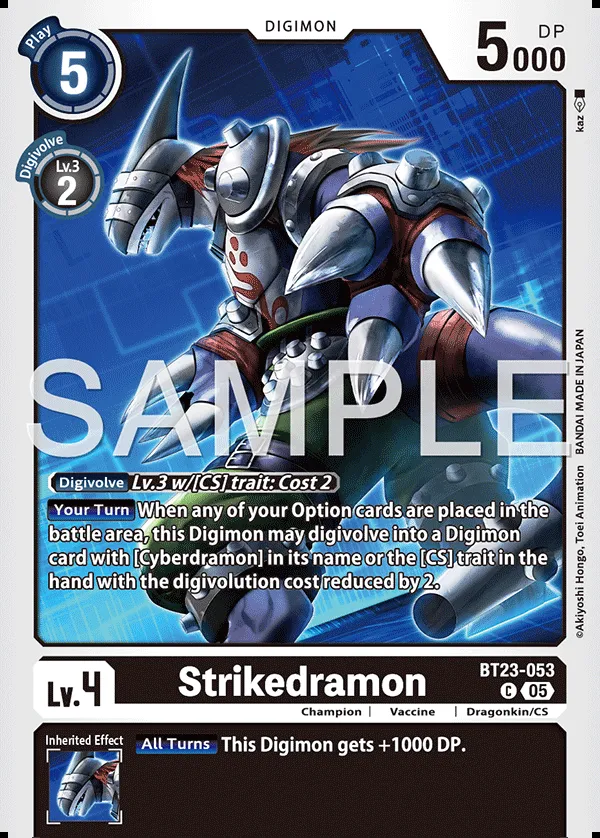 DIGIMON
Play
5
DP
5000
Digivolve
Lv.3
2
kaz
SAMPLE
Digivolve Lv.3 w/[CS] trait: Cost 2
Your Turn When any of your Option cards are placed in the
battle area, this Digimon may digivolve into a Digimon
card with [Cyberdramon] in its name or the [CS] trait in the
hand with the digivolution cost reduced by 2.
©Akiyoshi Hongo, Toei Animation BANDAI MADE IN JAPAN
Lv.4
Strikedramon
BT23-053
C 05
Champion | Vaccine | Dragonkin/CS
Inherited Effect
All Turns This Digimon gets +1000 DP.